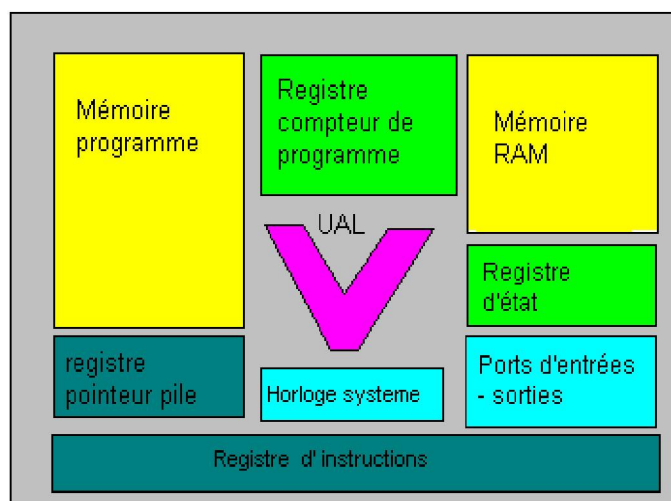 Mémoire
programme
Registre
compteur de
programme
Mémoire
RAM
UAL
Registre
d'état
registre
pointeur pile
Horloge systeme
Ports d'entrées
- sorties
Registre d'instructions